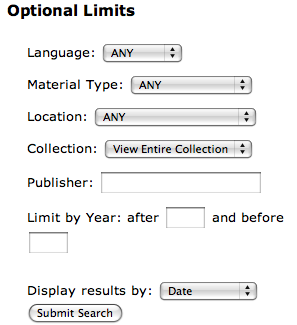 Optional Limits
Language: ANY
Material Type: ANY
Location: ANY
Collection: View Entire Collection
Publisher:
Limit by Year: after and before
Display results by: Date
Submit Search